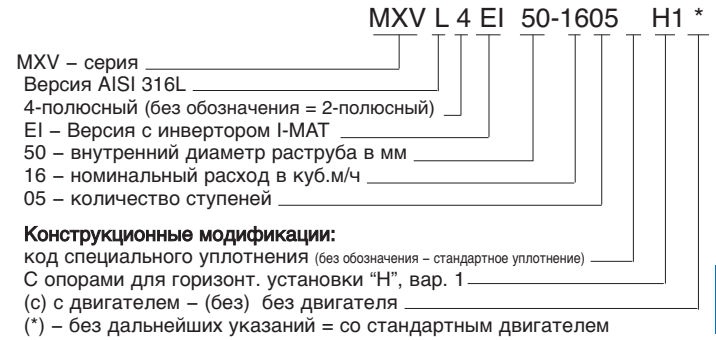 MXV L 4 EI 50-1605 H1 *
MXV – серия
Версия AISI 316L
4-полюсный (без обозначения = 2-полюсный)
EI – Версия с инвертором I-MAT
50 – внутренний диаметр раструба в мм
16 – номинальный расход в куб.м/ч
05 – количество ступеней
Конструкционные модификации:
код специального уплотнения (без обозначения – стандартное уплотнение)
С опорами для горизонт. установки “H”, вар. 1
(с) с двигателем – (без) без двигателя
(*) – без дальнейших указаний = со стандартным двигателем